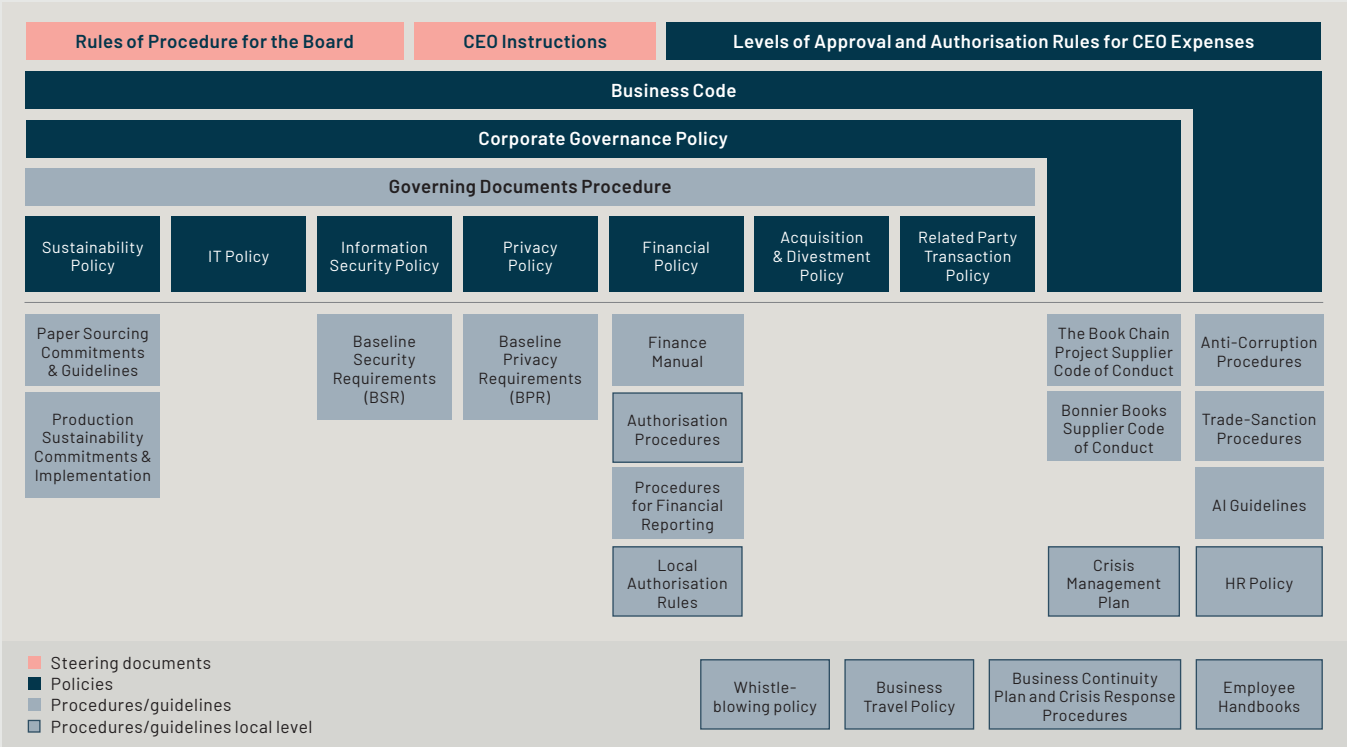 Rules of Procedure for the Board
CEO Instructions
Levels of Approval and Authorisation Rules for CEO Expenses
Business Code
Corporate Governance Policy
Governing Documents Procedure
Sustainability
Policy
IT Policy
Information
Security Policy
Privacy
Policy
Financial
Policy
Acquisition
& Divestment
Policy
Related Party
Transaction
Policy
Paper Sourcing
Commitments
& Guidelines
Production
Sustainability
Commitments &
Implementation
Baseline
Security
Requirements
(BSR)
Baseline
Privacy
Requirements
(BPR)
Finance
Manual
Authorisation
Procedures
Procedures
for Financial
Reporting
Local
Authorisation
Rules
The Book Chain
Project Supplier
Code of Conduct
Bonnier Books
Supplier Code
of Conduct
Crisis
Management
Plan
Anti-Corruption
Procedures
Trade-Sanction
Procedures
AI Guidelines
HR Policy
Steering documents
Policies
Procedures/guidelines
Procedures/guidelines local level
Whistle-
blowing policy
Business
Travel Policy
Business Continuity
Plan and Crisis Response
Procedures
Employee
Handbooks